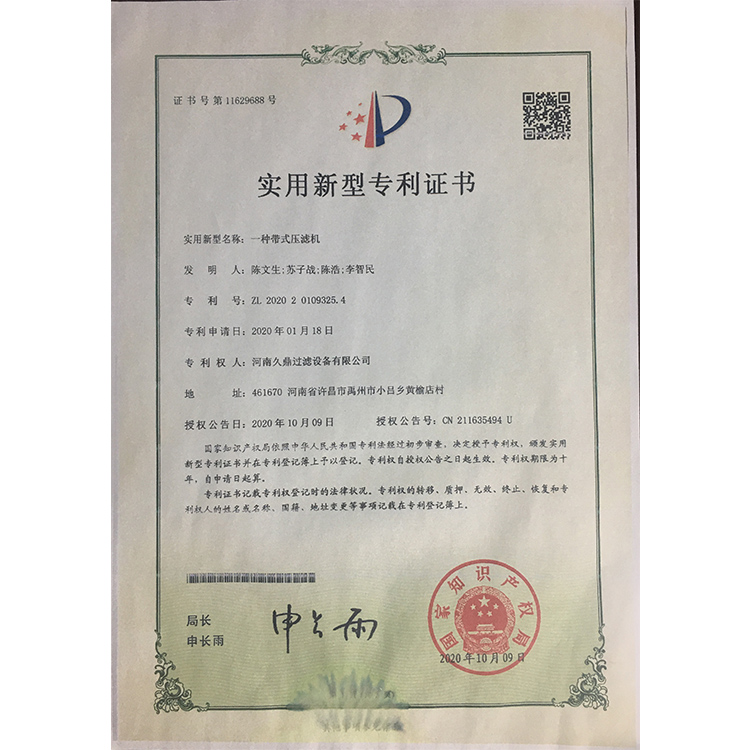 证书号第11629688号
实用新型专利证书
实用新型名称：一种带式压滤机
发明人：陈文生;苏子战;陈浩;李智民
专利号：ZL 2020 2 0109325.4
专利申请日：2020年01月18日
专利权人：河南久鼎过滤设备有限公司
地址：461670 河南省许昌市禹州市小吕乡黄榆店村
授权公告日：2020年10月09日 授权公告号：CN 211635494 U
国家知识产权局依照中华人民共和国专利法经过初步审查，决定授予专利权，颁发实用
新型专利证书并在专利登记簿上予以登记。专利权自授权公告之日起生效。专利权期限为十
年，自申请日起算。
专利证书记载专利权登记时的法律状况。专利权的转移、质押、无效、终止、恢复和专
利权人的姓名或名称、国籍、地址变更等事项记载在专利登记簿上。
局长
申长雨
申长雨
国家知识产权局
2020年10月09日